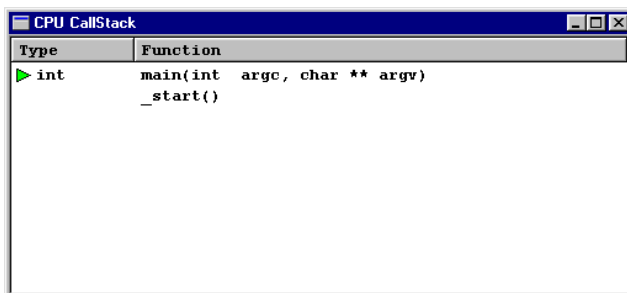 CPU CallStack
Type Function
int main(int argc, char ** argv)
_start()